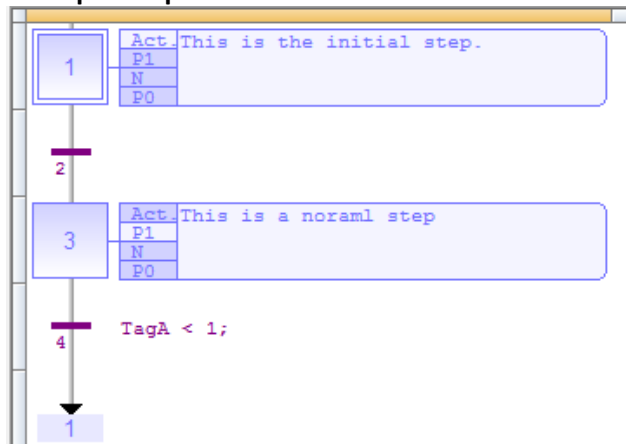 Act. This is the initial step.
1 P1
N
P0
2
Act. This is a noraml step
P1
3 N
P0
TagA < 1;
4
1